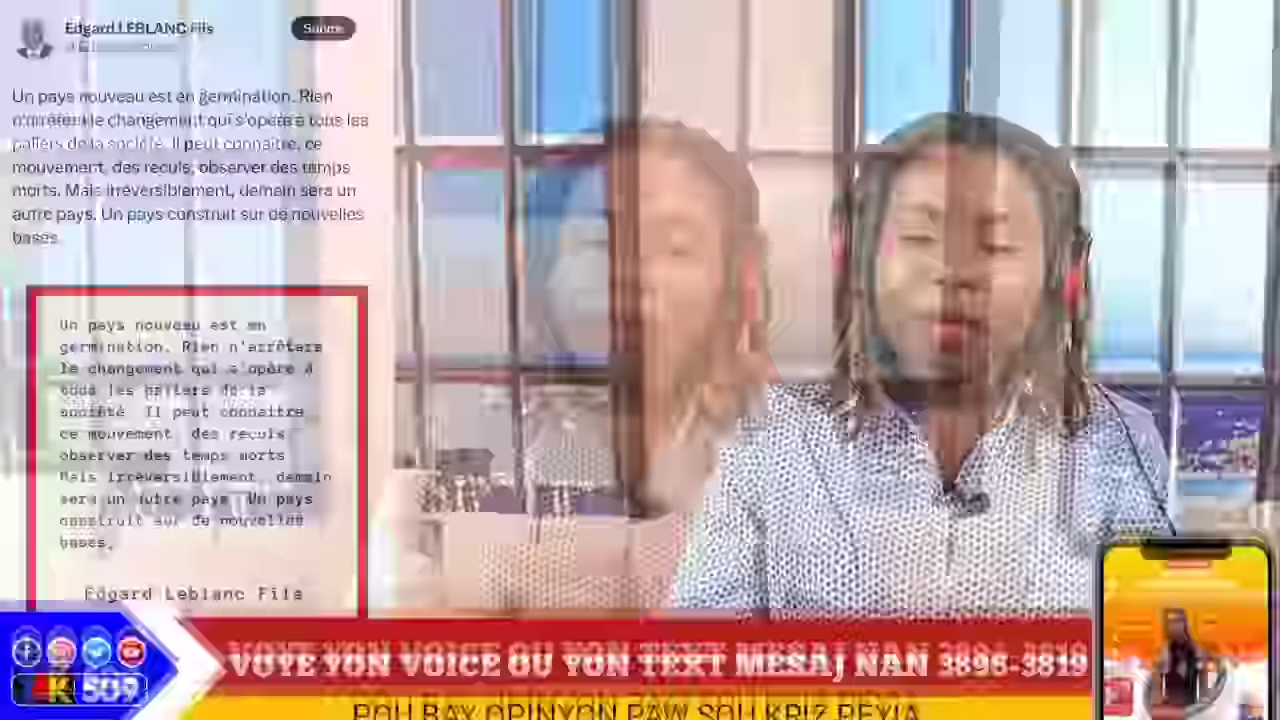 Edgard LEBLANC Fils
Suivre
Un pays nouveau est en germination. Rien
n'arrêtera le changement qui s'opère à tous les
paliers de la société. Il peut connaitre, ce
mouvement, des reculs, observer des temps
morts. Mais irréversiblement, demain sera un
autre pays. Un pays construit sur de nouvelles
bases.
Un pays nouveau est en
germination. Rien n'arrêtera
le changement qui s'opère à
tous les paliers de la
société. Il peut connaitre
ce mouvement des reculs
observer des temps morts
Mais irréversiblement, demain
sera un autre pays. Un pays
construit sur de nouvelles
bases.
Edgard Leblanc Fils
VOYE YON VOICE OU YON TEXT MESAJ NAN 3896-3819
509
POU BAY OPINYON PAW SOU KRIZ PEYIA